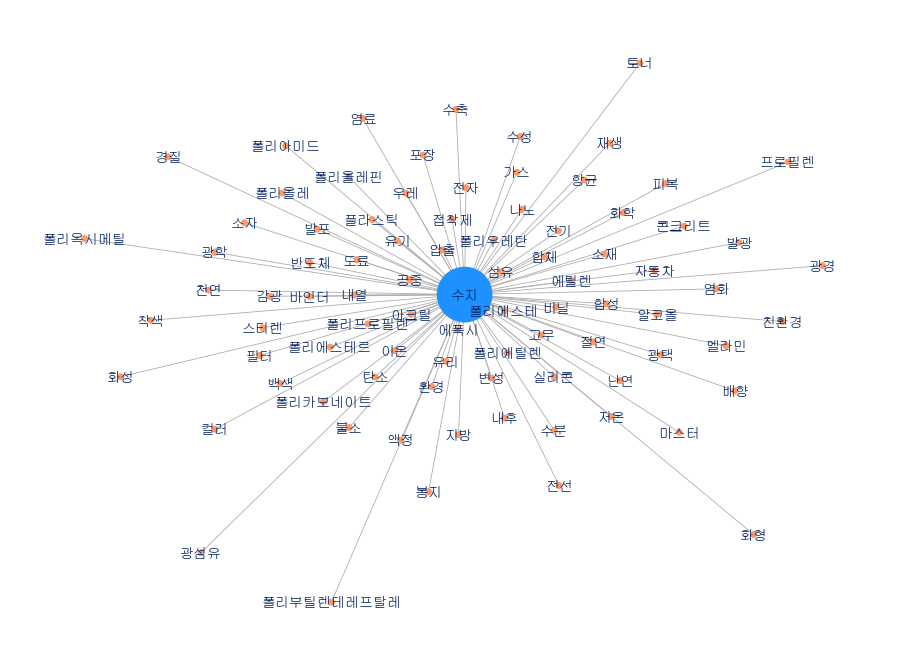 토너
수축
염료
수성
재생
폴리아미드
포장
경질
프로필렌
가스
폴리올레핀
항균
피복
전자
우레
폴리올레
나노
화학
접착제
플라스틱
소자
콘크리트
발포
전기
폴리옥시메틸
유기
폴리우레탄
발광
압출
광학
소재
합체
도료
반도체
광경
섬유
자동차
공중
에틸렌
천연
염화
수지
내열
감광
바인더
합성
비닐
폴리에스테
아크릴
알코올
착색
친환경
폴리프로필렌
스티렌
에폭시
고무
절연
멜라민
폴리에스테르
이온
폴리에틸렌
필터
광택
유리
화성
탄소
변성
실리콘
난연
백색
환경
배향
폴리카보네이트
내후
저온
컬러
불소
수분
마스터
지방
액정
전선
봉지
화형
광섬유
폴리부틸렌테레프탈레